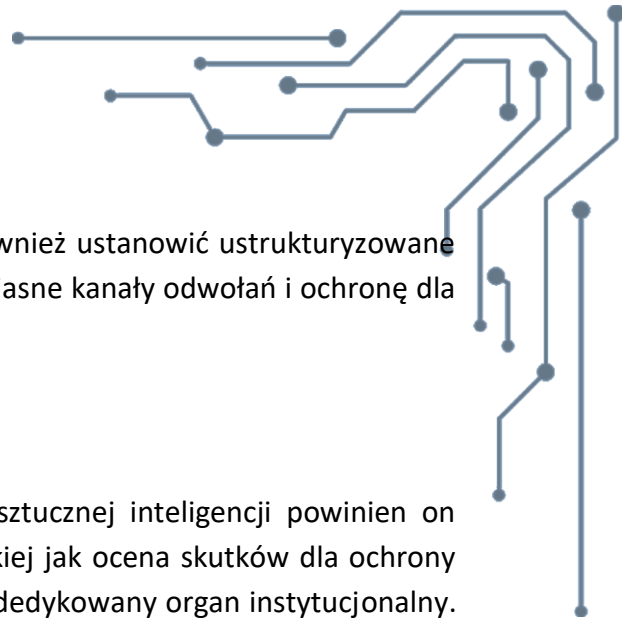 wnież ustanowić ustrukturyzowane
jasne kanały odwołań i ochronę dla
sztucznej inteligencji powinien on
kiej jak ocena skutków dla ochrony
dedykowany organ instytucjonalny.